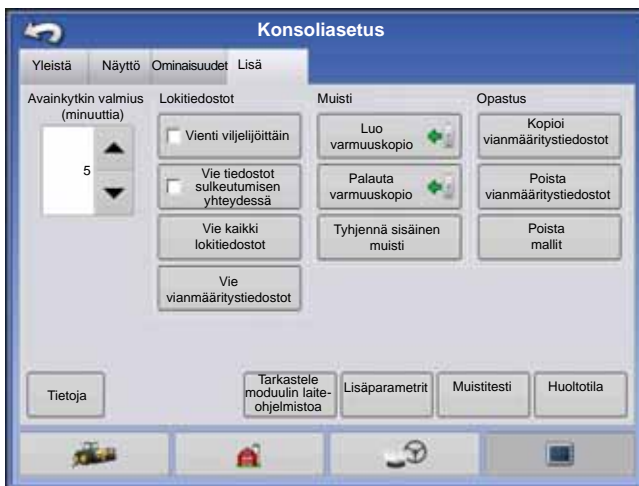 Konsoliasetus
Yleistä
Näyttö
Ominaisuudet
Lisä
Avainkytkin valmius
(minuuttia)
5
Lokitiedostot
Vienti viljelijöittäin
Vie tiedostot
sulkeutumisen
yhteydessä
Vie kaikki
lokitiedostot
Vie
vianmääritystiedostot
Muisti
Luo
varmuuskopio
Palauta
varmuuskopio
Tyhjennä sisäinen
muisti
Opastus
Kopioi
vianmääritystiedostot
Poista
vianmääritystiedostot
Poista
mallit
Tietoja
Tarkastele
moduulin laite-
ohjelmistoa
Lisäparametrit
Muistitesti
Huoltotila